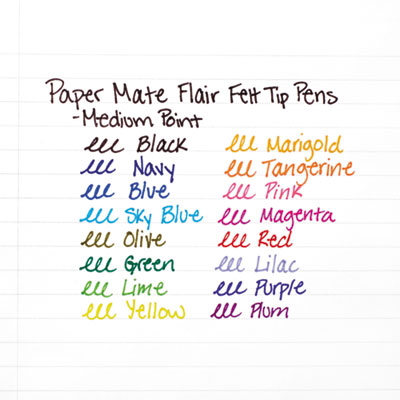 Paper Mate Flair Felt Tip Pens
-Medium Point
lll Black lll Marigold
lll Navy lll Tangerine
lll Blue lll Pink
lll Sky Blue lll Magenta
lll Olive lll Red
lll Green lll Lilac
lll Lime lll Purple
lll Yellow lll Plum